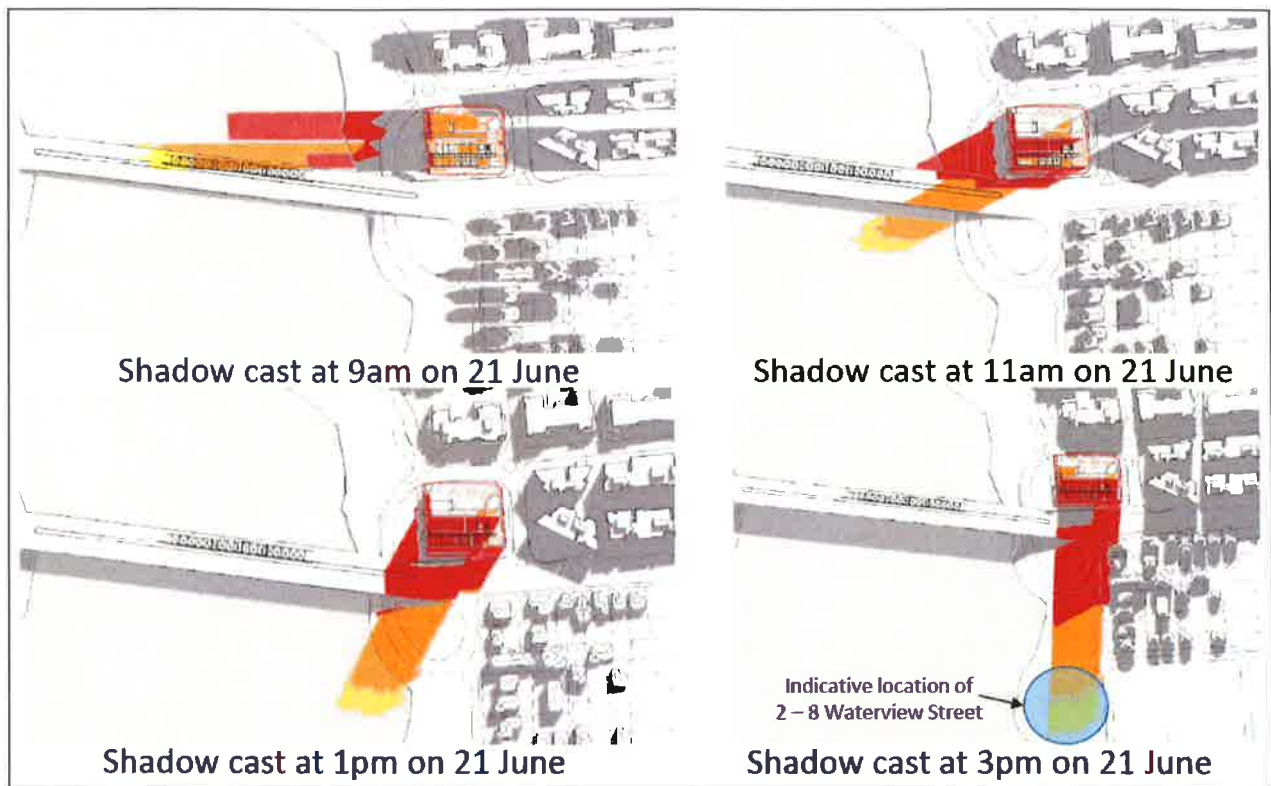 Shadow cast at 9am on 21 June
Shadow cast at 11am on 21 June
Indicative location of
2 – 8 Waterview Street
Shadow cast at 1pm on 21 June
Shadow cast at 3pm on 21 June